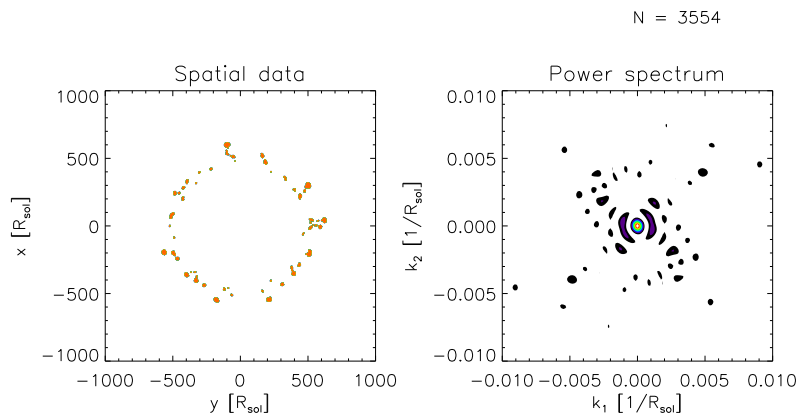 N = 3554
Spatial data
Power spectrum
1000
500
0
−500
−1000
x [R_sol]
−1000 −500 0 500 1000
y [R_sol]
0.010
0.005
0.000
−0.005
−0.010
k_2 [1/R_sol]
−0.010 −0.005 0.000 0.005 0.010
k_1 [1/R_sol]